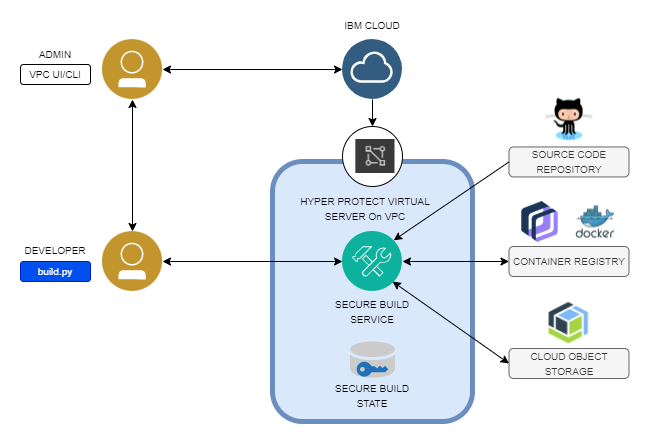 IBM CLOUD
ADMIN
VPC UI/CLI
SOURCE CODE
REPOSITORY
HYPER PROTECT VIRTUAL
SERVER On VPC
docker
DEVELOPER
build.py
CONTAINER REGISTRY
SECURE BUILD
SERVICE
CLOUD OBJECT
STORAGE
SECURE BUILD
STATE